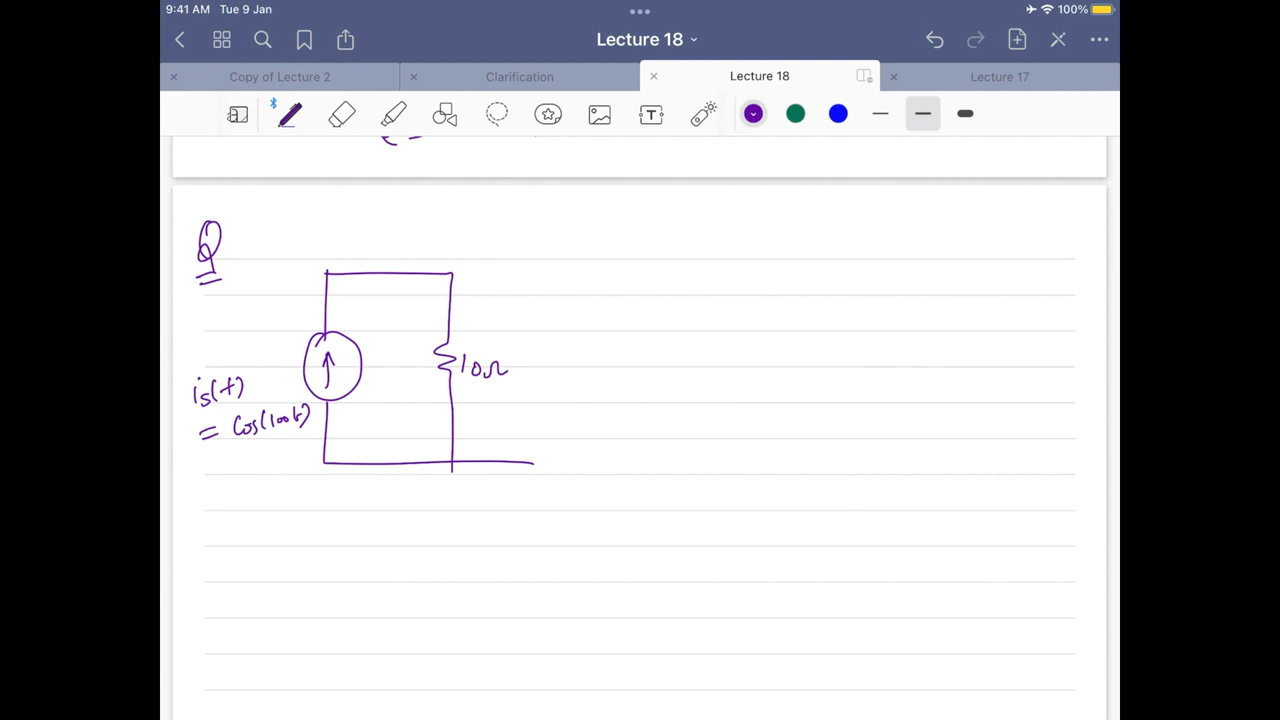 9:41 AM Tue 9 Jan
100%
Lecture 18
Copy of Lecture 2
Clarification
Lecture 18
Lecture 17
T
Q
10Ω
is(t)
= Cos(100t)